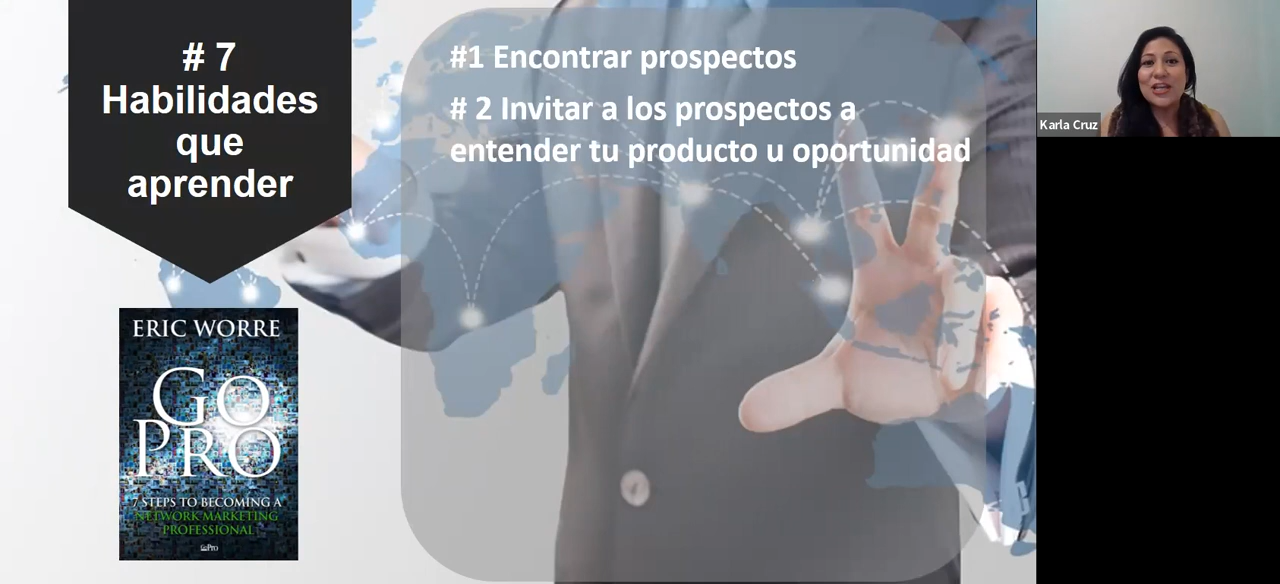 # 7
Habilidades
que
aprender
#1 Encontrar prospectos
# 2 Invitar a los prospectos a
entender tu producto u oportunidad
Karla Cruz
ERIC WORRE
GO
PRO
7 STEPS TO BECOMING A
NETWORK MARKETING
PROFESSIONAL
GoPro